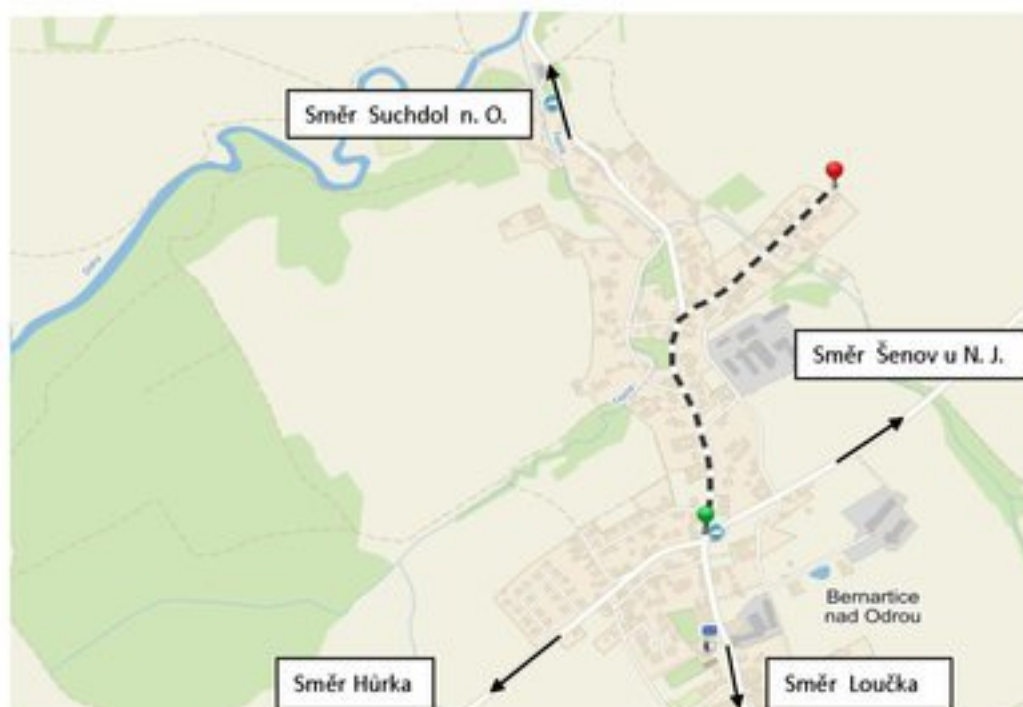 Směr Suchdol n. O.
Směr Šenov u N. J.
Bernartice
nad Odrou
Směr Hůrka
Směr Loučka